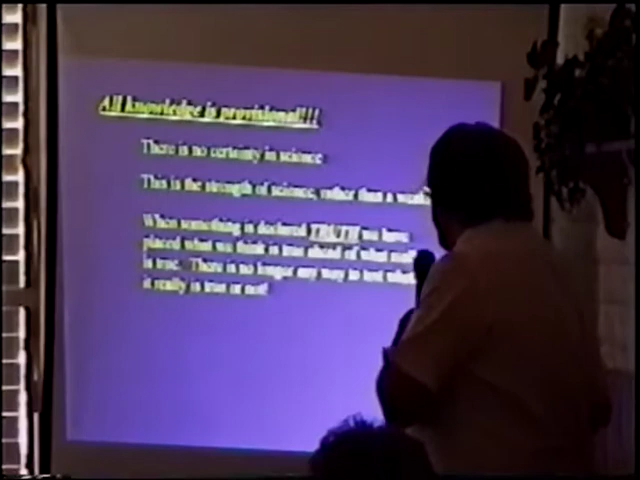 All knowledge is provisional!!!
There is no certainty in science
This is the strength of science, rather than a
When something is declared TRUTH we have
placed what we think is true ahead of what
is true. There is no longer any way to test
it really is true or not!